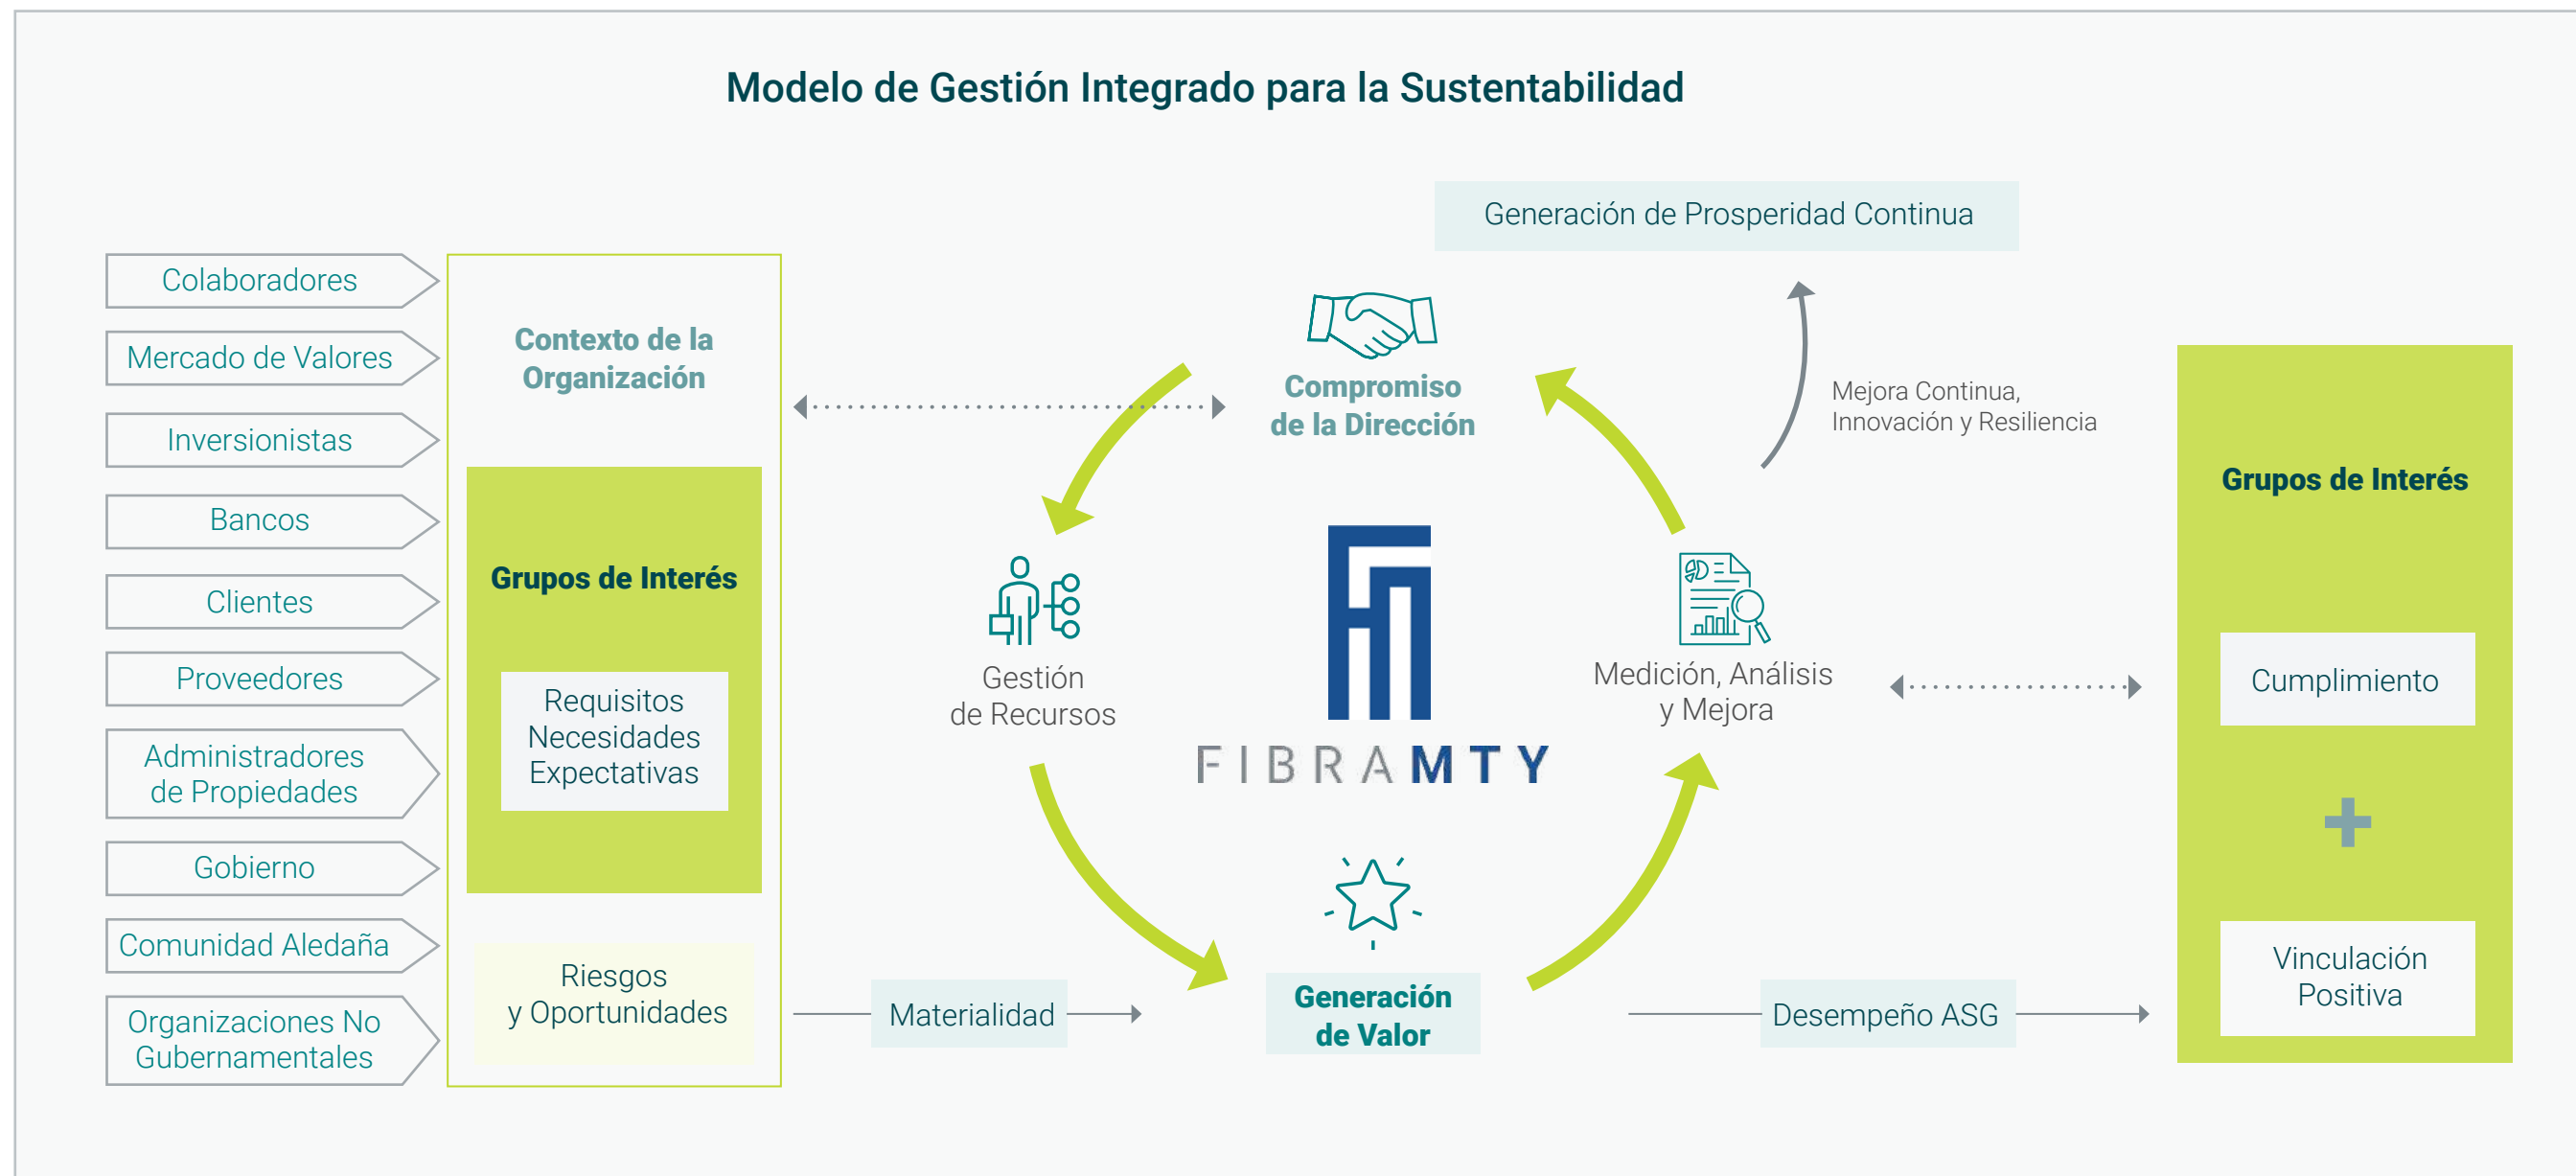 Modelo de Gestión Integrado para la Sustentabilidad
Colaboradores
Mercado de Valores
Inversionistas
Bancos
Clientes
Proveedores
Administradores
de Propiedades
Gobierno
Comunidad Aledaña
Organizaciones No
Gubernamentales
Contexto de la
Organización
Grupos de Interés
Requisitos
Necesidades
Expectativas
Riesgos
y Oportunidades
Materialidad
Compromiso
de la Dirección
Gestión
de Recursos
FIBRAMTY
Generación
de Valor
Medición, Análisis
y Mejora
Generación de Prosperidad Continua
Mejora Continua,
Innovación y Resiliencia
Desempeño ASG
Grupos de Interés
Cumplimiento
+
Vinculación
Positiva